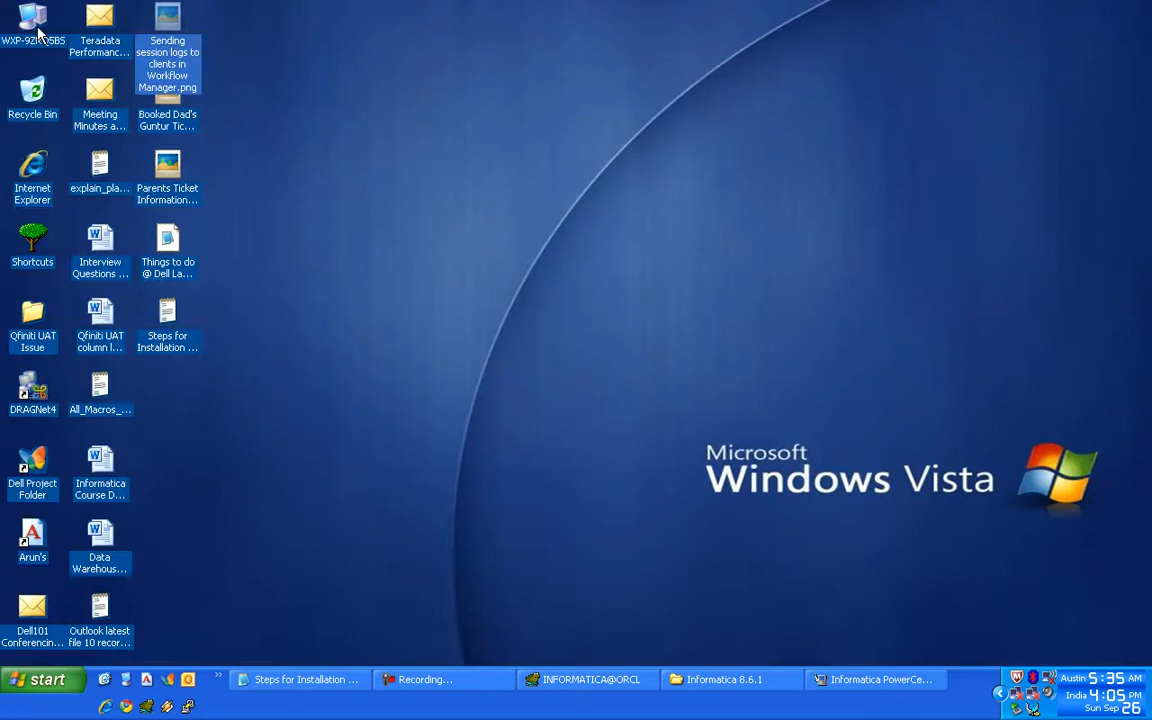 WXP-9Z
5BS
Recycle Bin
Internet
Explorer
Shortcuts
Qfiniti UAT
Issue
DRAGNet4
Dell Project
Folder
Arun's
Dell101
Conferencin...
Teradata
Performanc...
Meeting
Minutes a...
explain_pla...
Interview
Questions ...
Qfiniti UAT
column l...
All_Macros_...
Informatica
Course D...
Data
Warehous...
Outlook latest
file 10 recor...
Sending
session logs to
clients in
Workflow
Manager.png
Booked Dad's
Guntur Tic...
Parents Ticket
Information...
Things to do
@ Dell La...
Steps for
Installation ...
Microsoft
Windows Vista
start
Steps for Installation ...
Recording...
INFORMATICA@ORCL
Informatica 8.6.1
Informatica PowerCe...
Austin 5:35 AM
India 4:05 PM
Sun Sep 26